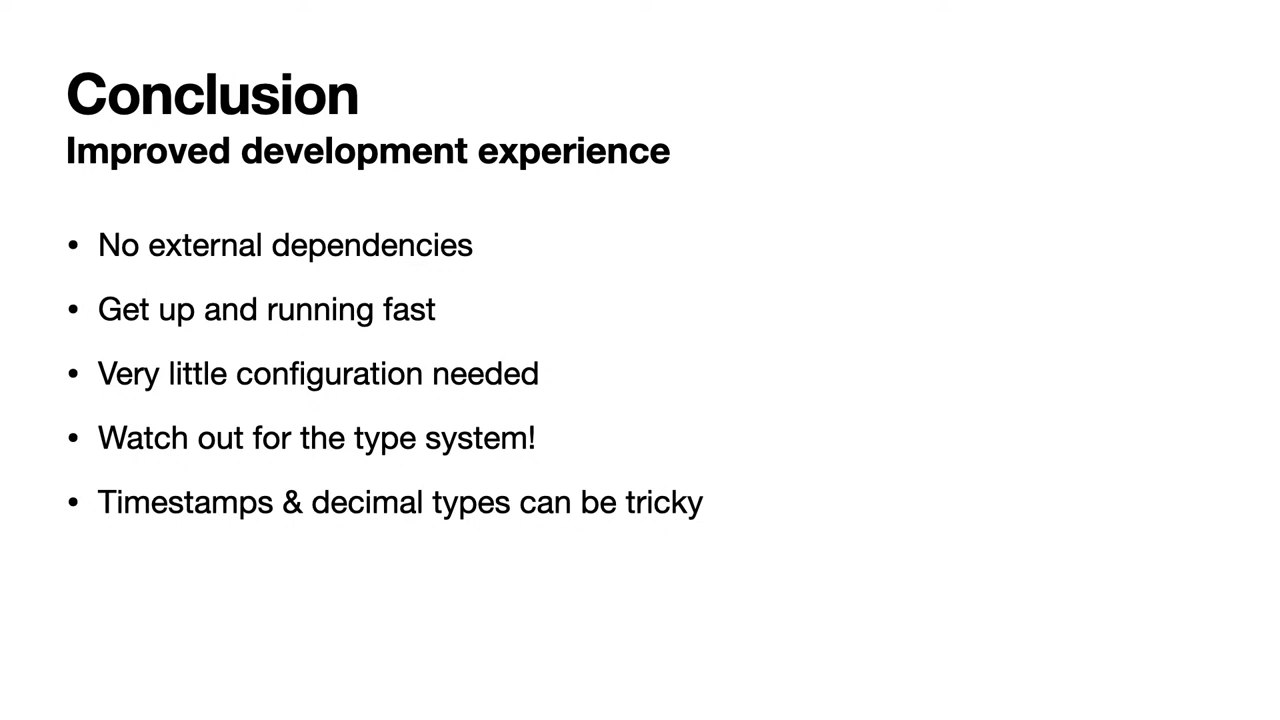 Conclusion
Improved development experience
• No external dependencies
• Get up and running fast
• Very little configuration needed
• Watch out for the type system!
• Timestamps & decimal types can be tricky